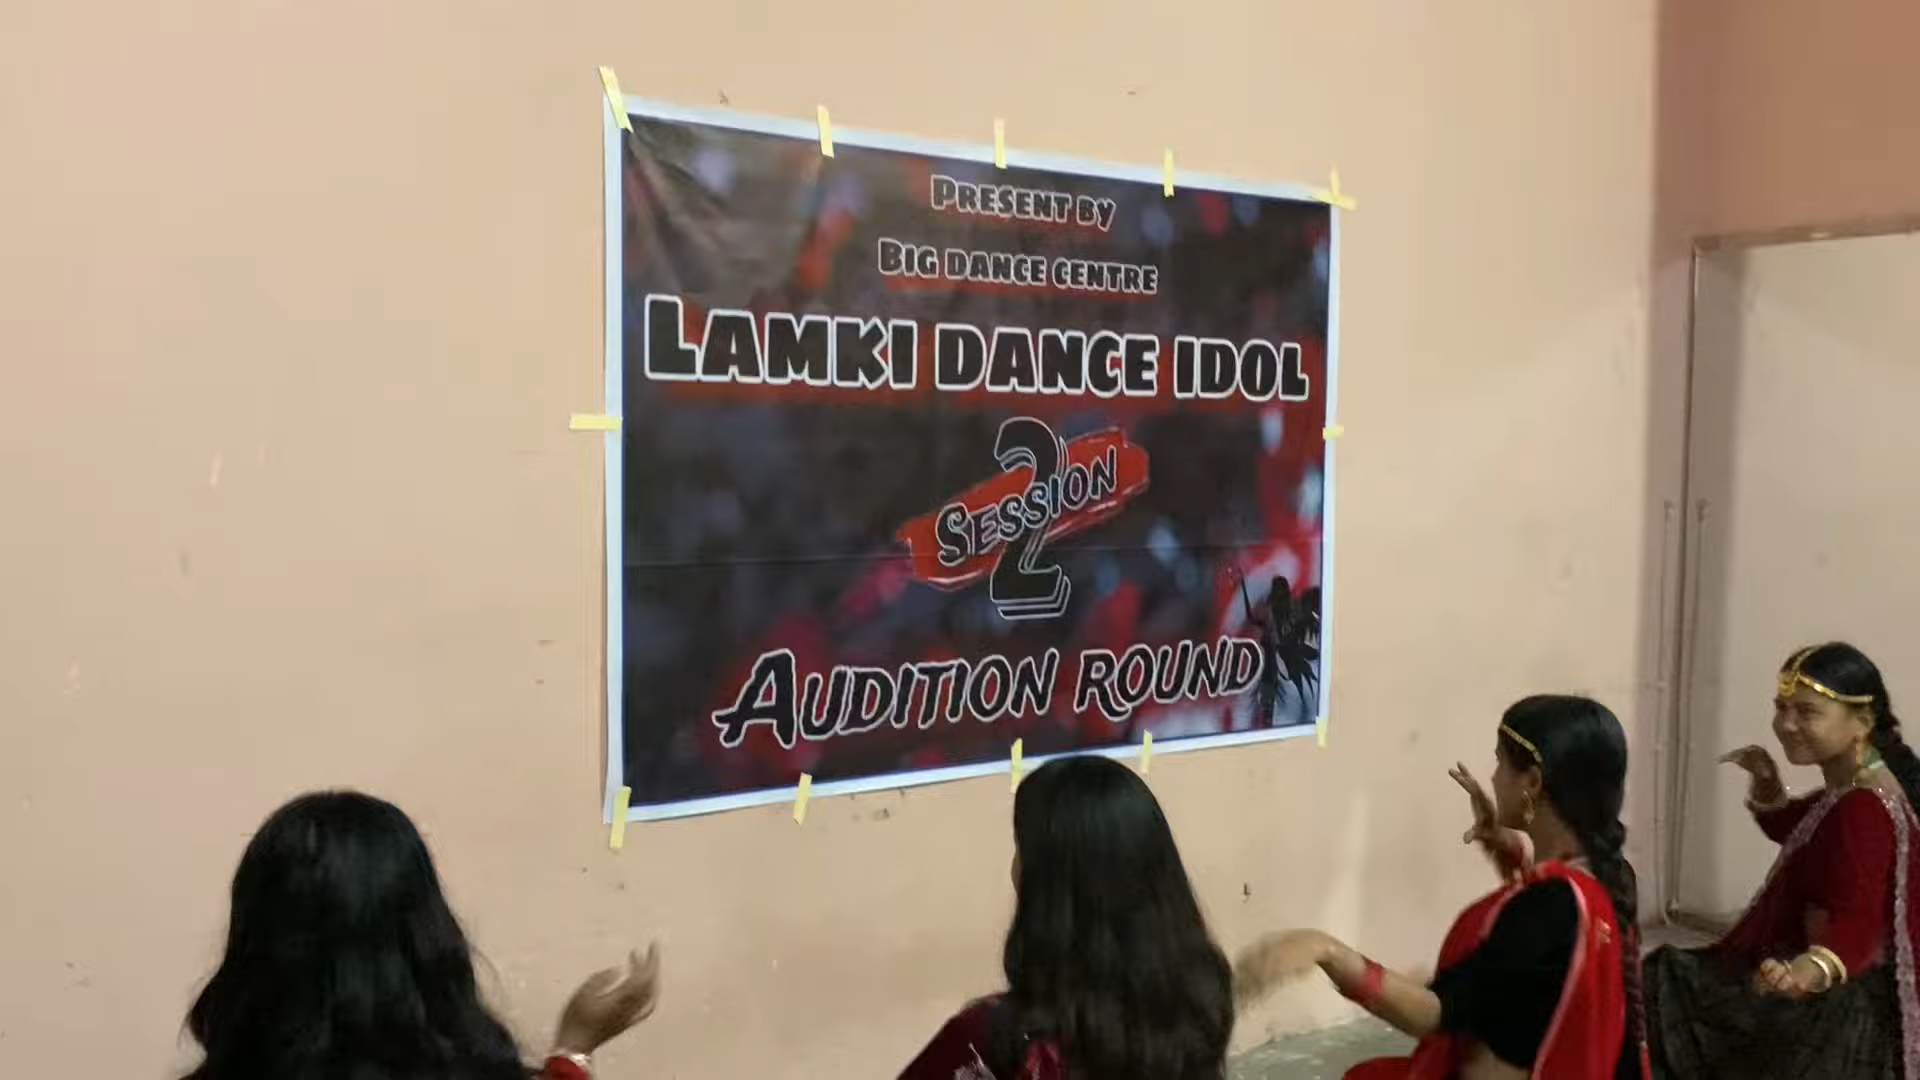 PRESENT BY
BIG DANCE CENTRE
LAMKI DANCE IDOL
2
SESSION
AUDITION ROUND